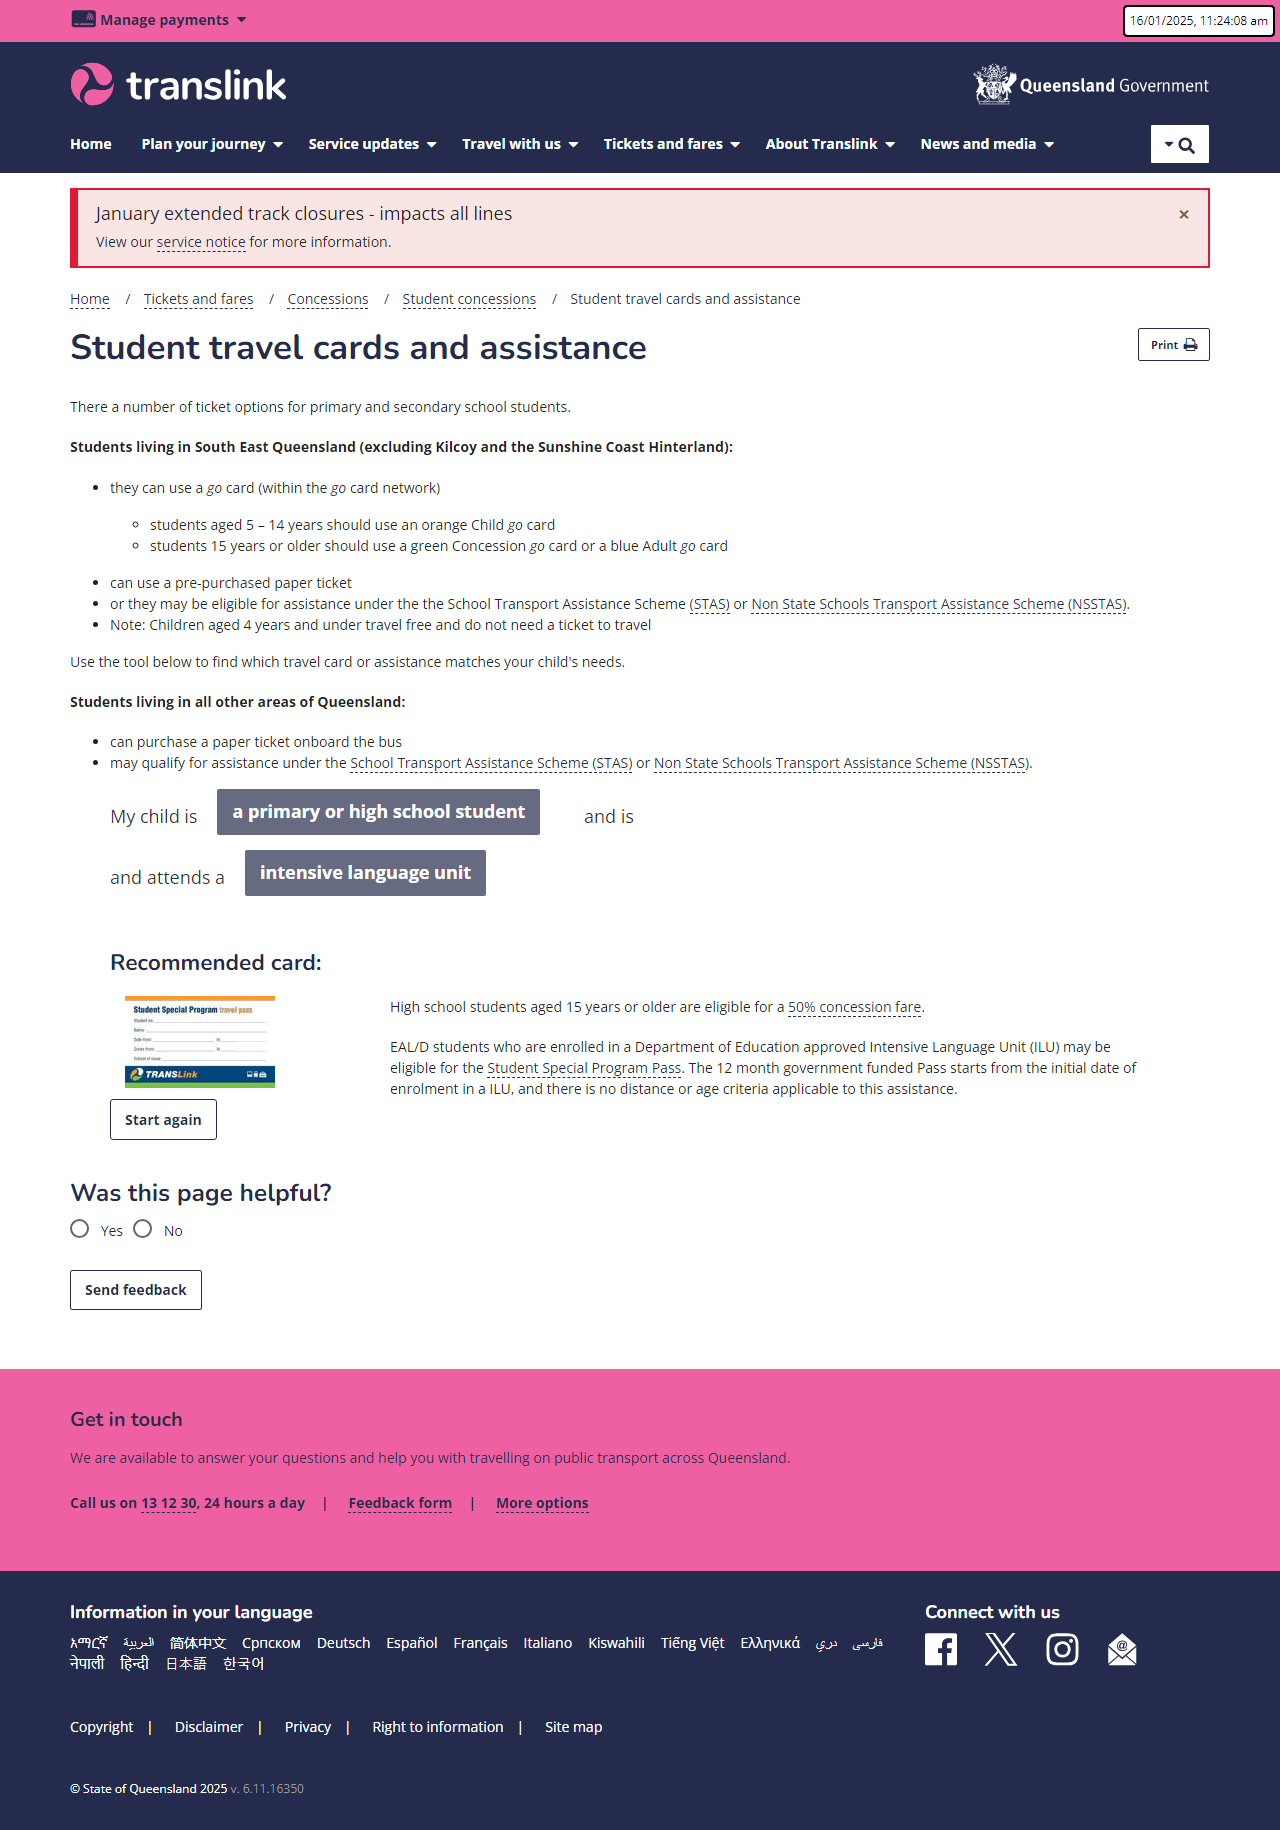 Manage payments
16/01/2025, 11:24:08 am
translink
Queensland Government
Home Plan your journey Service updates Travel with us Tickets and fares About Translink News and media
January extended track closures - impacts all lines
×
View our service notice for more information.
Home / Tickets and fares / Concessions / Student concessions / Student travel cards and assistance
Student travel cards and assistance
Print
There a number of ticket options for primary and secondary school students.
Students living in South East Queensland (excluding Kilcoy and the Sunshine Coast Hinterland):
they can use a go card (within the go card network)
students aged 5 – 14 years should use an orange Child go card
students 15 years or older should use a green Concession go card or a blue Adult go card
can use a pre-purchased paper ticket
or they may be eligible for assistance under the the School Transport Assistance Scheme (STAS) or Non State Schools Transport Assistance Scheme (NSSTAS).
Note: Children aged 4 years and under travel free and do not need a ticket to travel
Use the tool below to find which travel card or assistance matches your child's needs.
Students living in all other areas of Queensland:
can purchase a paper ticket onboard the bus
may qualify for assistance under the School Transport Assistance Scheme (STAS) or Non State Schools Transport Assistance Scheme (NSSTAS).
My child is a primary or high school student and is
and attends a intensive language unit
Recommended card:
Student Special Program travel pass
Student no:
Name:
Date from: to
Zones from: to
School of issue:
TRANSLink
High school students aged 15 years or older are eligible for a 50% concession fare.
EAL/D students who are enrolled in a Department of Education approved Intensive Language Unit (ILU) may be
eligible for the Student Special Program Pass. The 12 month government funded Pass starts from the initial date of
enrolment in a ILU, and there is no distance or age criteria applicable to this assistance.
Start again
Was this page helpful?
Yes No
Send feedback
Get in touch
We are available to answer your questions and help you with travelling on public transport across Queensland.
Call us on 13 12 30, 24 hours a day | Feedback form | More options
Information in your language
አማርኛ العربية 简体中文 Српском Deutsch Español Français Italiano Kiswahili Tiếng Việt Ελληνικά دري فارسی
नेपाली हिन्दी 日本語 한국어
Connect with us
Copyright | Disclaimer | Privacy | Right to information | Site map
© State of Queensland 2025 v. 6.11.16350